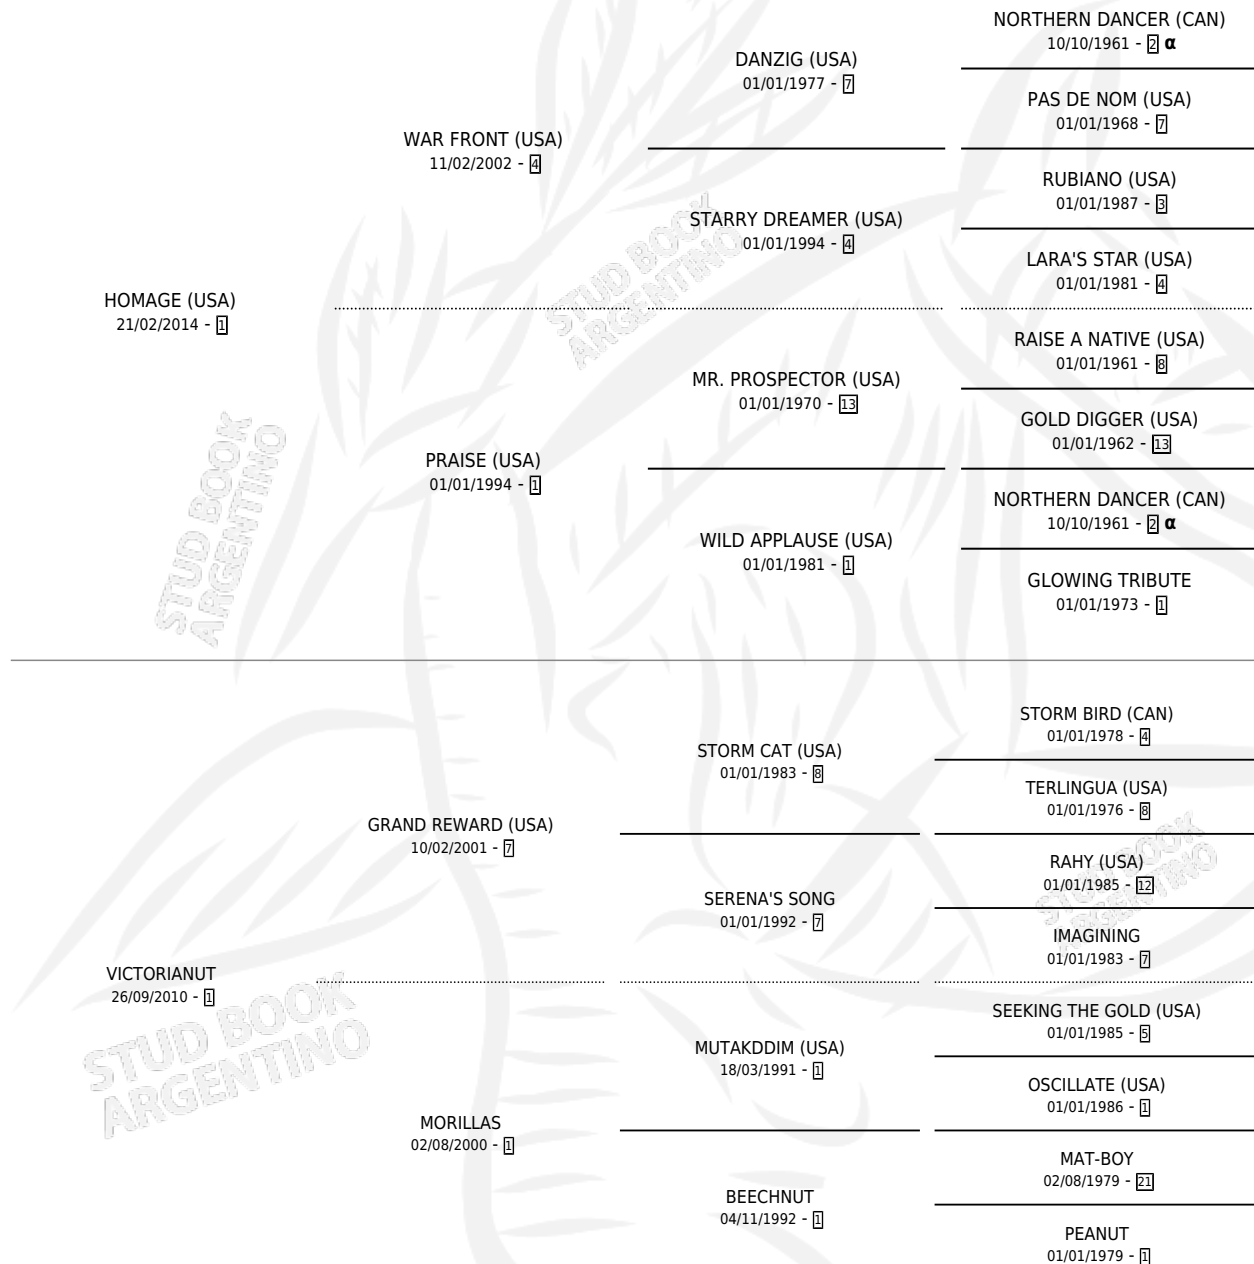 HOMAGE (USA)
21/02/2014 - 1
WAR FRONT (USA)
11/02/2002 - 4
DANZIG (USA)
01/01/1977 - 7
NORTHERN DANCER (CAN)
10/10/1961 - 2 α
PAS DE NOM (USA)
01/01/1968 - 7
STARRY DREAMER (USA)
01/01/1994 - 4
RUBIANO (USA)
01/01/1987 - 3
LARA'S STAR (USA)
01/01/1981 - 4
PRAISE (USA)
01/01/1994 - 1
MR. PROSPECTOR (USA)
01/01/1970 - 13
RAISE A NATIVE (USA)
01/01/1961 - 8
GOLD DIGGER (USA)
01/01/1962 - 13
WILD APPLAUSE (USA)
01/01/1981 - 1
NORTHERN DANCER (CAN)
10/10/1961 - 2 α
GLOWING TRIBUTE
01/01/1973 - 1
VICTORIANUT
26/09/2010 - 1
GRAND REWARD (USA)
10/02/2001 - 7
STORM CAT (USA)
01/01/1983 - 8
STORM BIRD (CAN)
01/01/1978 - 4
TERLINGUA (USA)
01/01/1976 - 8
SERENA'S SONG
01/01/1992 - 7
RAHY (USA)
01/01/1985 - 12
IMAGINING
01/01/1983 - 7
MORILLAS
02/08/2000 - 1
MUTAKDDIM (USA)
18/03/1991 - 1
SEEKING THE GOLD (USA)
01/01/1985 - 5
OSCILLATE (USA)
01/01/1986 - 1
BEECHNUT
04/11/1992 - 1
MAT-BOY
02/08/1979 - 21
PEANUT
01/01/1979 - 1
STUD BOOK
ARGENTINO
STUD BOOK
ARGENTINO
STUD BOOK
ARGENTINO
STUD BOOK
ARGENTINO